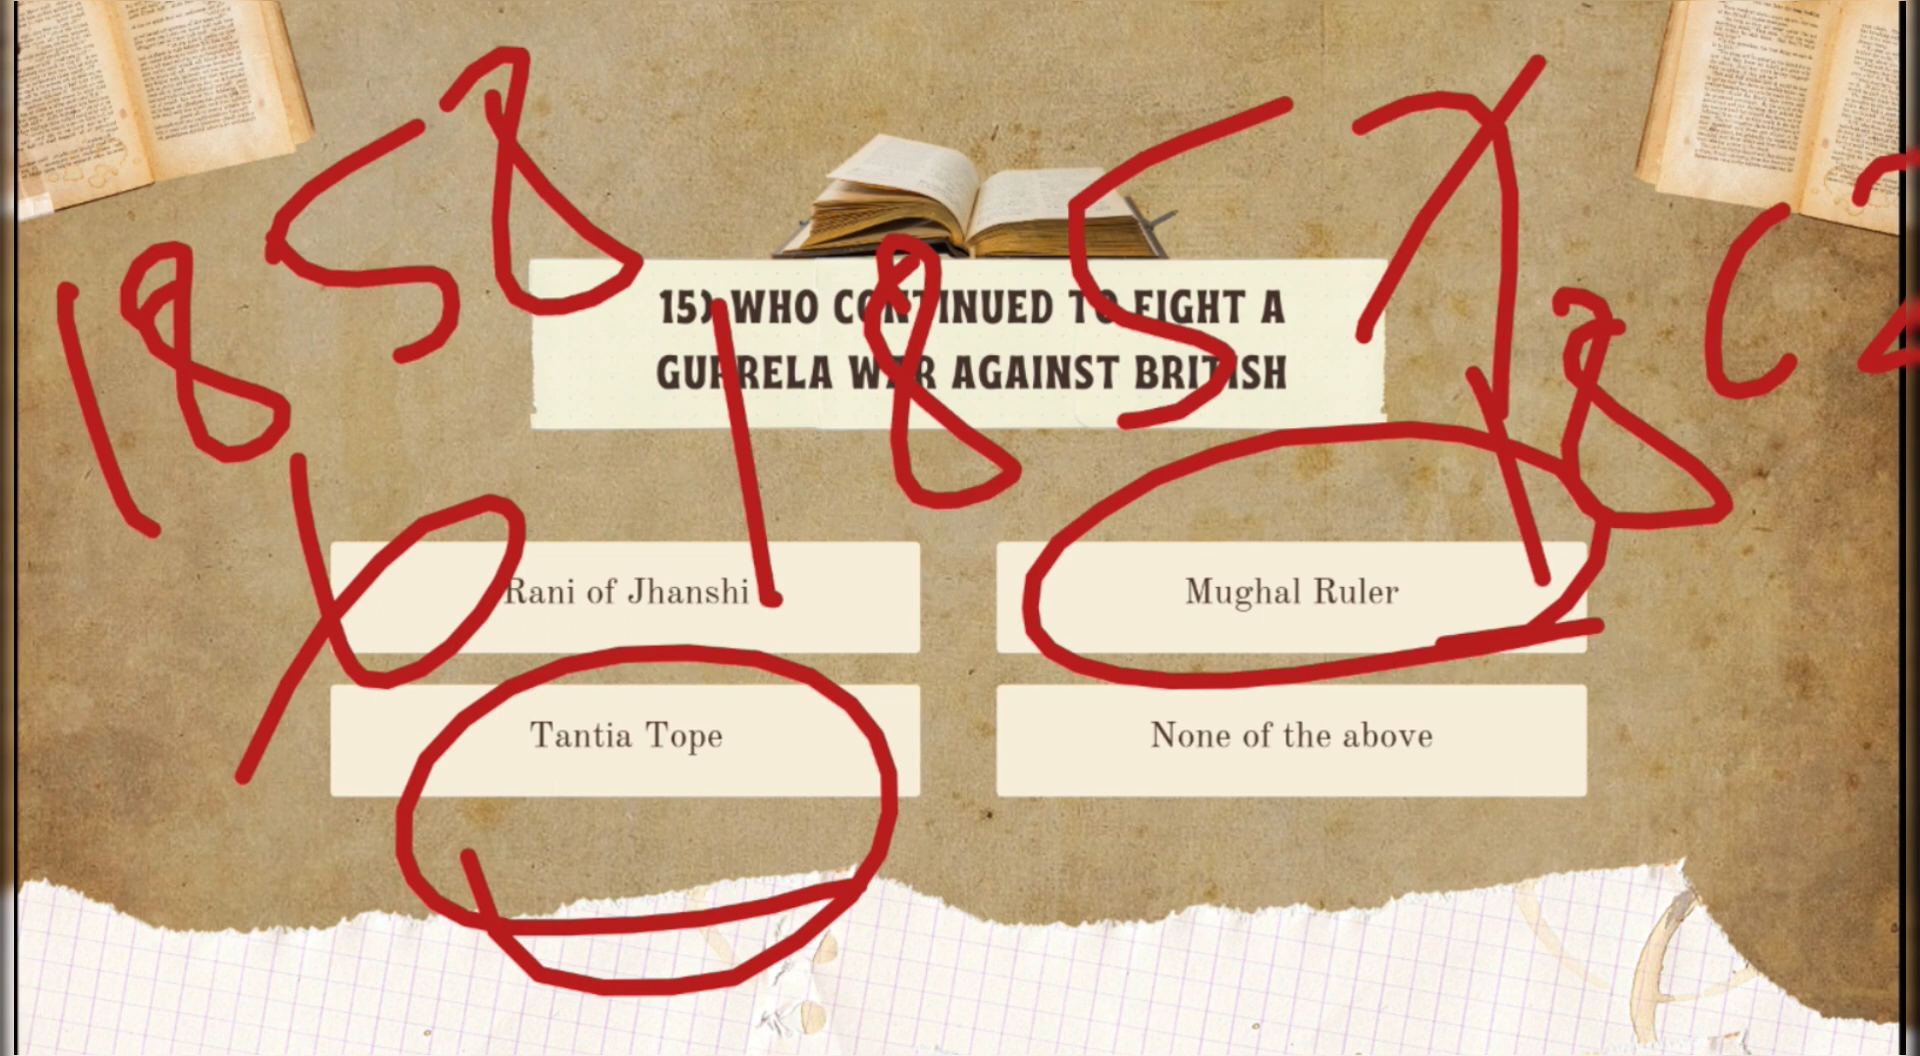 1858
1857
15) WHO CONTINUED TO FIGHT A
GURRELA WAR AGAINST BRITISH
Rani of Jhanshi
Mughal Ruler
Tantia Tope
None of the above